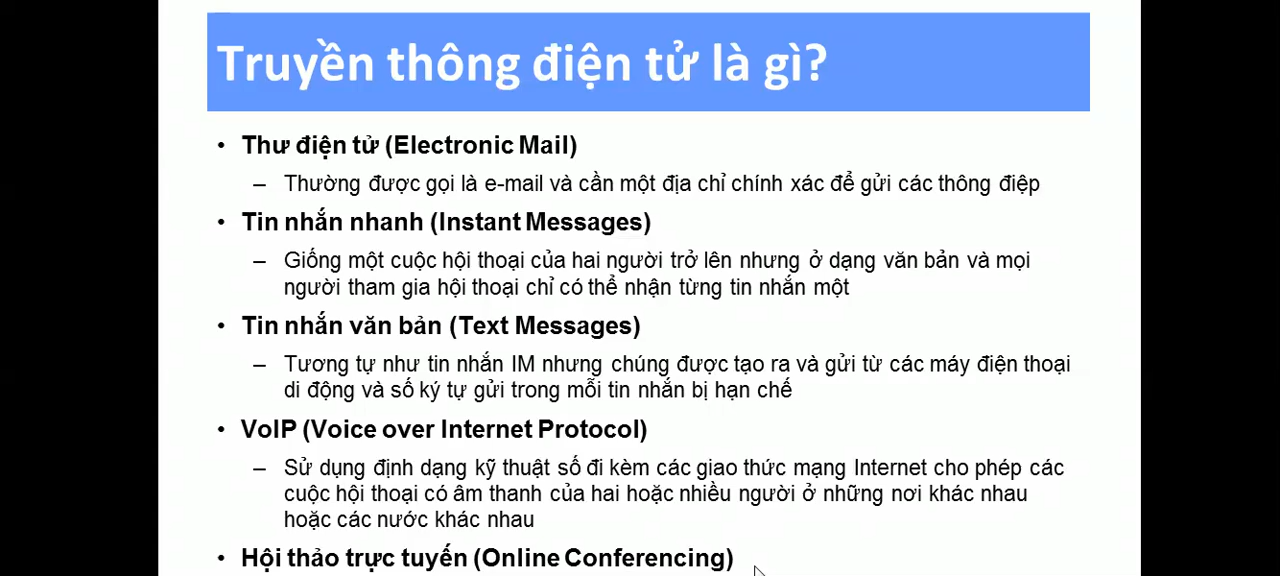 Truyền thông điện tử là gì?
• Thư điện tử (Electronic Mail)
– Thường được gọi là e-mail và cần một địa chỉ chính xác để gửi các thông điệp
• Tin nhắn nhanh (Instant Messages)
– Giống một cuộc hội thoại của hai người trở lên nhưng ở dạng văn bản và mọi
người tham gia hội thoại chỉ có thể nhận từng tin nhắn một
• Tin nhắn văn bản (Text Messages)
– Tương tự như tin nhắn IM nhưng chúng được tạo ra và gửi từ các máy điện thoại
di động và số ký tự gửi trong mỗi tin nhắn bị hạn chế
• VoIP (Voice over Internet Protocol)
– Sử dụng định dạng kỹ thuật số đi kèm các giao thức mạng Internet cho phép các
cuộc hội thoại có âm thanh của hai hoặc nhiều người ở những nơi khác nhau
hoặc các nước khác nhau
• Hội thảo trực tuyến (Online Conferencing)